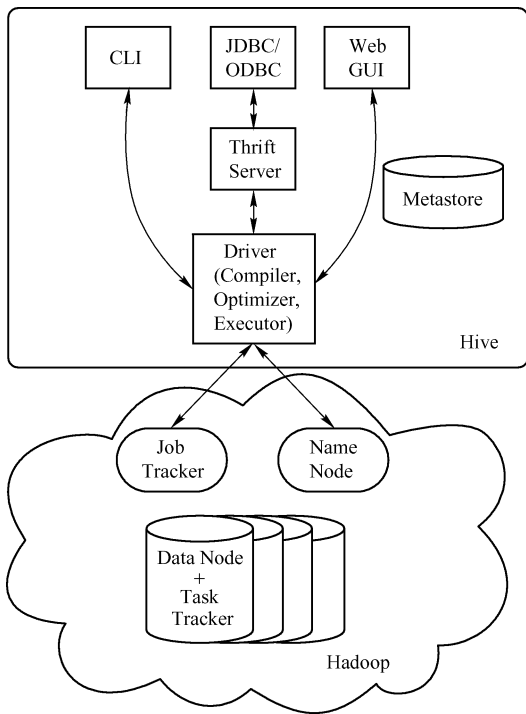 CLI
JDBC/
ODBC
Web
GUI
Thrift
Server
Metastore
Driver
(Compiler,
Optimizer,
Executor)
Hive
Job
Tracker
Name
Node
Data Node
+
Task
Tracker
Hadoop